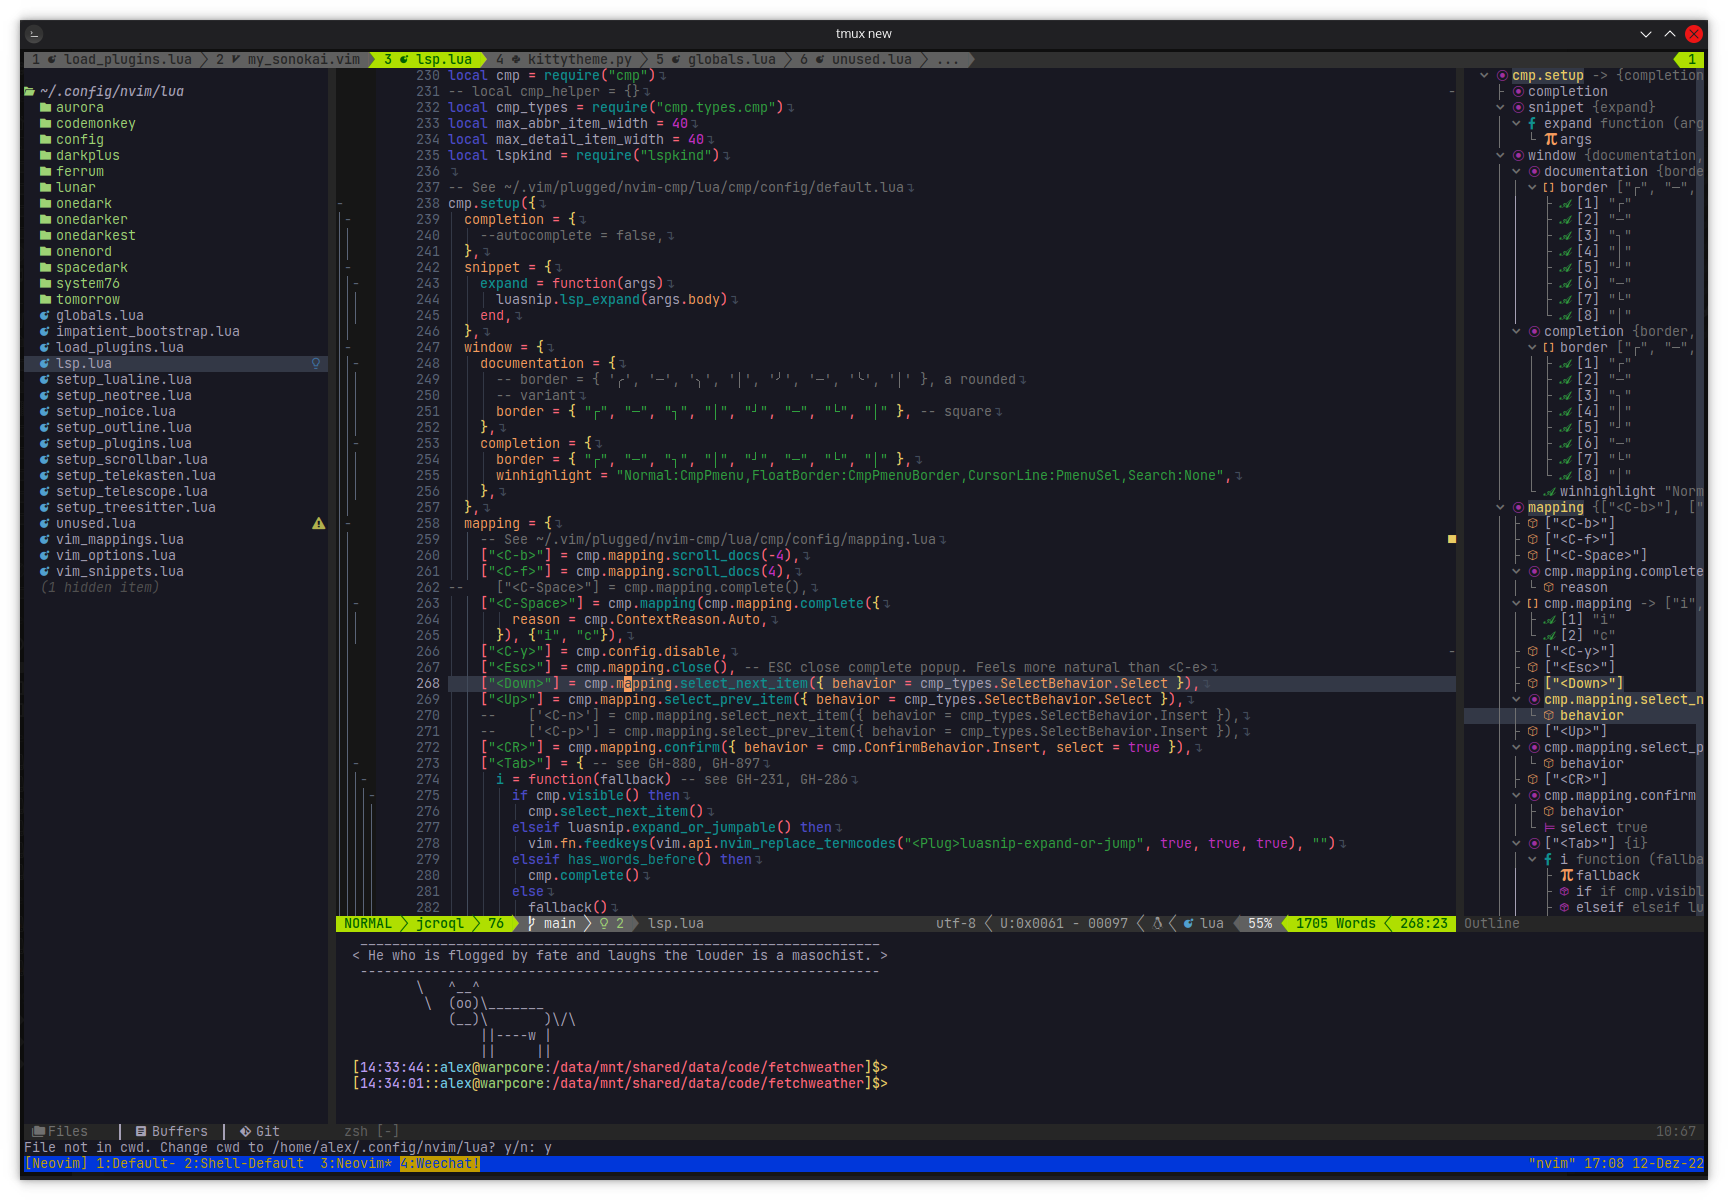 tmux new
1 load_plugins.lua 2 my_sonokai.vim 3 lsp.lua 4 kittytheme.py 5 globals.lua 6 unused.lua ... 1
~/.config/nvim/lua
aurora
codemonkey
config
darkplus
ferrum
lunar
onedark
onedarker
onedarkest
onenord
spacedark
system76
tomorrow
globals.lua
impatient_bootstrap.lua
load_plugins.lua
lsp.lua
setup_lualine.lua
setup_neotree.lua
setup_noice.lua
setup_outline.lua
setup_plugins.lua
setup_scrollbar.lua
setup_telekasten.lua
setup_telescope.lua
setup_treesitter.lua
unused.lua
vim_mappings.lua
vim_options.lua
vim_snippets.lua
(1 hidden item)
230 local cmp = require("cmp")
231 -- local cmp_helper = {}
232 local cmp_types = require("cmp.types.cmp")
233 local max_abbr_item_width = 40
234 local max_detail_item_width = 40
235 local lspkind = require("lspkind")
236
237 -- See ~/.vim/plugged/nvim-cmp/lua/cmp/config/default.lua
238 cmp.setup({
239 completion = {
240 --autocomplete = false,
241 },
242 snippet = {
243 expand = function(args)
244 luasnip.lsp_expand(args.body)
245 end,
246 },
247 window = {
248 documentation = {
249 -- border = { '╭', '─', '╮', '│', '╯', '─', '╰', '│' }, a rounded
250 -- variant
251 border = { "┌", "─", "┐", "│", "┘", "─", "└", "│" }, -- square
252 },
253 completion = {
254 border = { "┌", "─", "┐", "│", "┘", "─", "└", "│" },
255 winhighlight = "Normal:CmpPmenu,FloatBorder:CmpPmenuBorder,CursorLine:PmenuSel,Search:None",
256 },
257 },
258 mapping = {
259 -- See ~/.vim/plugged/nvim-cmp/lua/cmp/config/mapping.lua
260 ["<C-b>"] = cmp.mapping.scroll_docs(-4),
261 ["<C-f>"] = cmp.mapping.scroll_docs(4),
262 -- ["<C-Space>"] = cmp.mapping.complete(),
263 ["<C-Space>"] = cmp.mapping(cmp.mapping.complete({
264 reason = cmp.ContextReason.Auto,
265 }), {"i", "c"}),
266 ["<C-y>"] = cmp.config.disable,
267 ["<Esc>"] = cmp.mapping.close(), -- ESC close complete popup. Feels more natural than <C-e>
268 ["<Down>"] = cmp.mapping.select_next_item({ behavior = cmp_types.SelectBehavior.Select }),
269 ["<Up>"] = cmp.mapping.select_prev_item({ behavior = cmp_types.SelectBehavior.Select }),
270 -- ['<C-n>'] = cmp.mapping.select_next_item({ behavior = cmp_types.SelectBehavior.Insert }),
271 -- ['<C-p>'] = cmp.mapping.select_prev_item({ behavior = cmp_types.SelectBehavior.Insert }),
272 ["<CR>"] = cmp.mapping.confirm({ behavior = cmp.ConfirmBehavior.Insert, select = true }),
273 ["<Tab>"] = { -- see GH-880, GH-897
274 i = function(fallback) -- see GH-231, GH-286
275 if cmp.visible() then
276 cmp.select_next_item()
277 elseif luasnip.expand_or_jumpable() then
278 vim.fn.feedkeys(vim.api.nvim_replace_termcodes("<Plug>luasnip-expand-or-jump", true, true, true), "")
279 elseif has_words_before() then
280 cmp.complete()
281 else
282 fallback()
cmp.setup -> {completion
completion
snippet {expand}
expand function (arg
args
window {documentation,
documentation {borde
border ["┌", "─",
[1] "┌"
[2] "─"
[3] "┐"
[4] "│"
[5] "┘"
[6] "─"
[7] "└"
[8] "│"
completion {border,
border ["┌", "─",
[1] "┌"
[2] "─"
[3] "┐"
[4] "│"
[5] "┘"
[6] "─"
[7] "└"
[8] "│"
winhighlight "Norm
mapping {["<C-b>"], ["
["<C-b>"]
["<C-f>"]
["<C-Space>"]
cmp.mapping.complete
reason
cmp.mapping -> ["i",
[1] "i"
[2] "c"
["<C-y>"]
["<Esc>"]
["<Down>"]
cmp.mapping.select_n
behavior
["<Up>"]
cmp.mapping.select_p
behavior
["<CR>"]
cmp.mapping.confirm
behavior
select true
["<Tab>"] {i}
i function (fallba
fallback
if if cmp.visibl
elseif elseif lu
NORMAL jcroql 76 main 2 lsp.lua utf-8 U:0x0061 - 00097 lua 55% 1705 Words 268:23 Outline
_________________________________________________________________
< He who is flogged by fate and laughs the louder is a masochist. >
-----------------------------------------------------------------
\   ^__^
\  (oo)\_______
(__)\       )\/\
||----w |
||     ||
[14:33:44::alex@warpcore:/data/mnt/shared/data/code/fetchweather]$>
[14:34:01::alex@warpcore:/data/mnt/shared/data/code/fetchweather]$>
Files Buffers Git zsh [-] 10:67
File not in cwd. Change cwd to /home/alex/.config/nvim/lua? y/n: y
[Neovim] 1:Default- 2:Shell-Default 3:Neovim* 4:Weechat! "nvim" 17:08 12-Dez-22